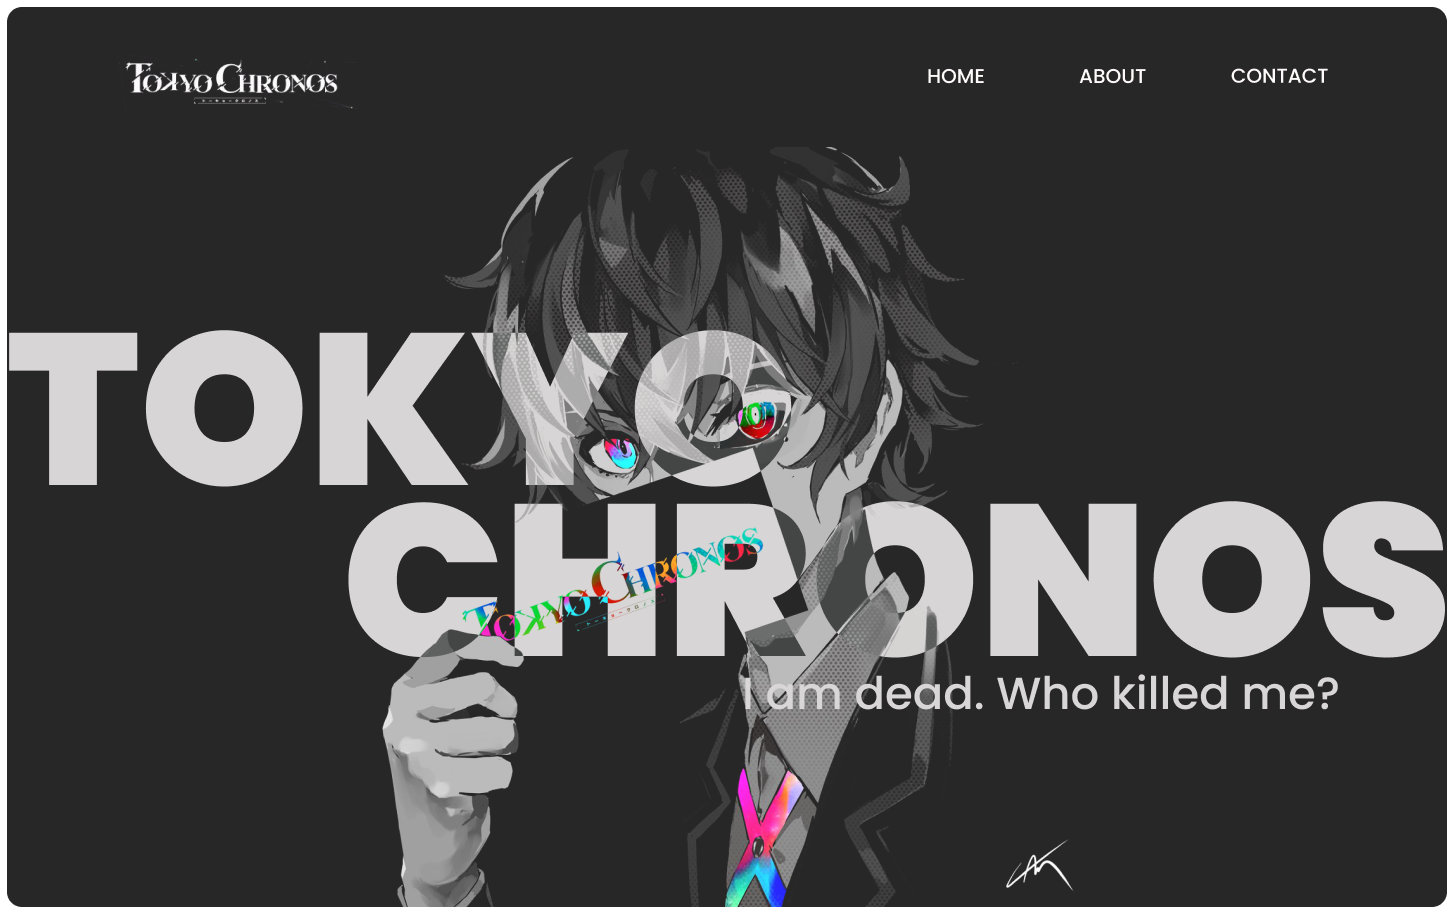 TOKYO CHRONOS
HOME
ABOUT
CONTACT
TOKYO
CHRONOS
TOKYO CHRONOS
I am dead. Who killed me?